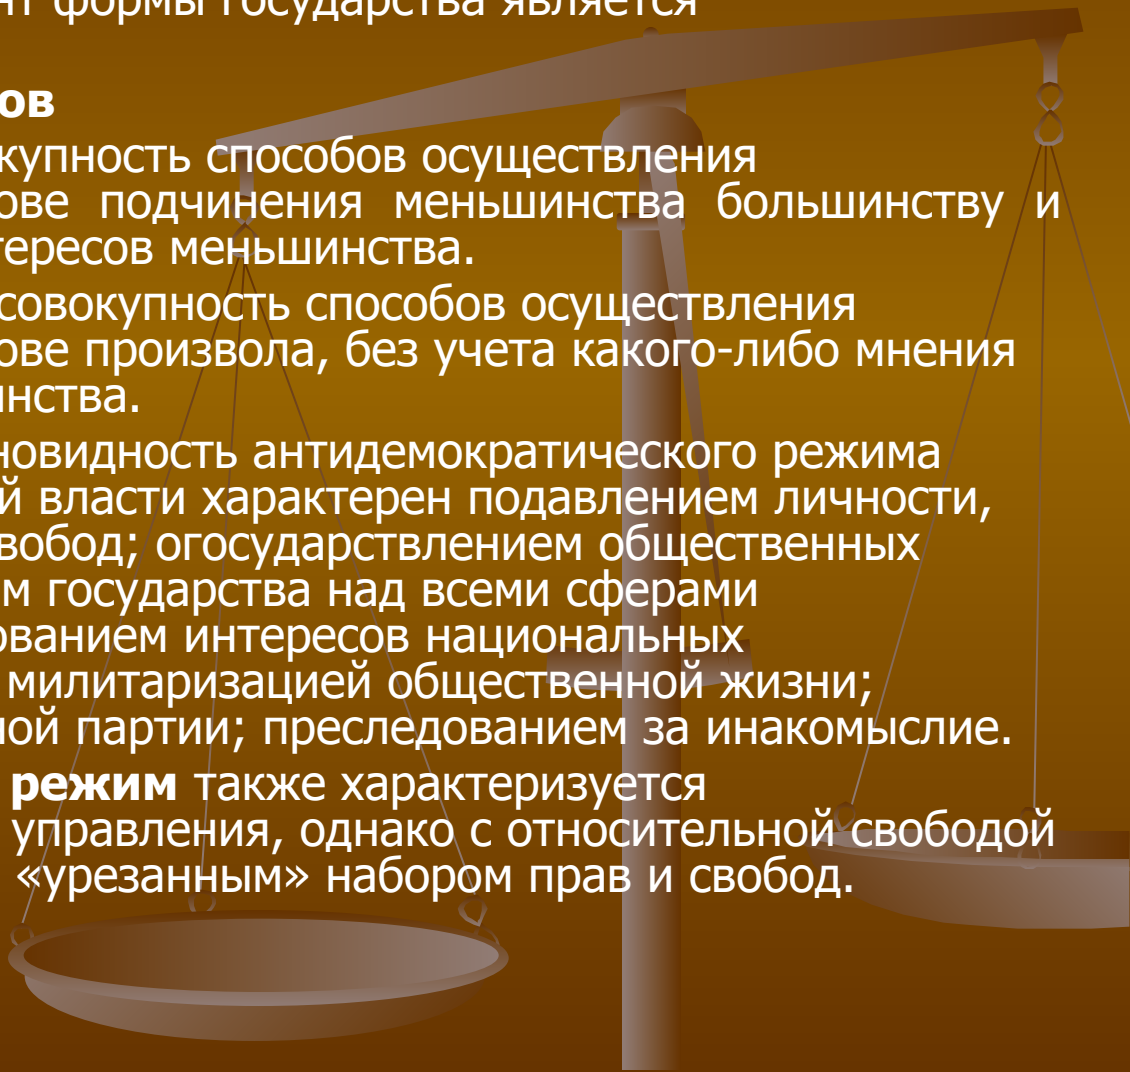 нт формы государства является
ов
купность способов осуществления
ове подчинения меньшинства большинству и
тересов меньшинства.
совокупность способов осуществления
ове произвола, без учета какого-либо мнения
инства.
новидность антидемократического режима
й власти характерен подавлением личности,
вобод; огосударствлением общественных
м государства над всеми сферами
ованием интересов национальных
милитаризацией общественной жизни;
ной партии; преследованием за инакомыслие.
режим также характеризуется
управления, однако с относительной свободой
«урезанным» набором прав и свобод.